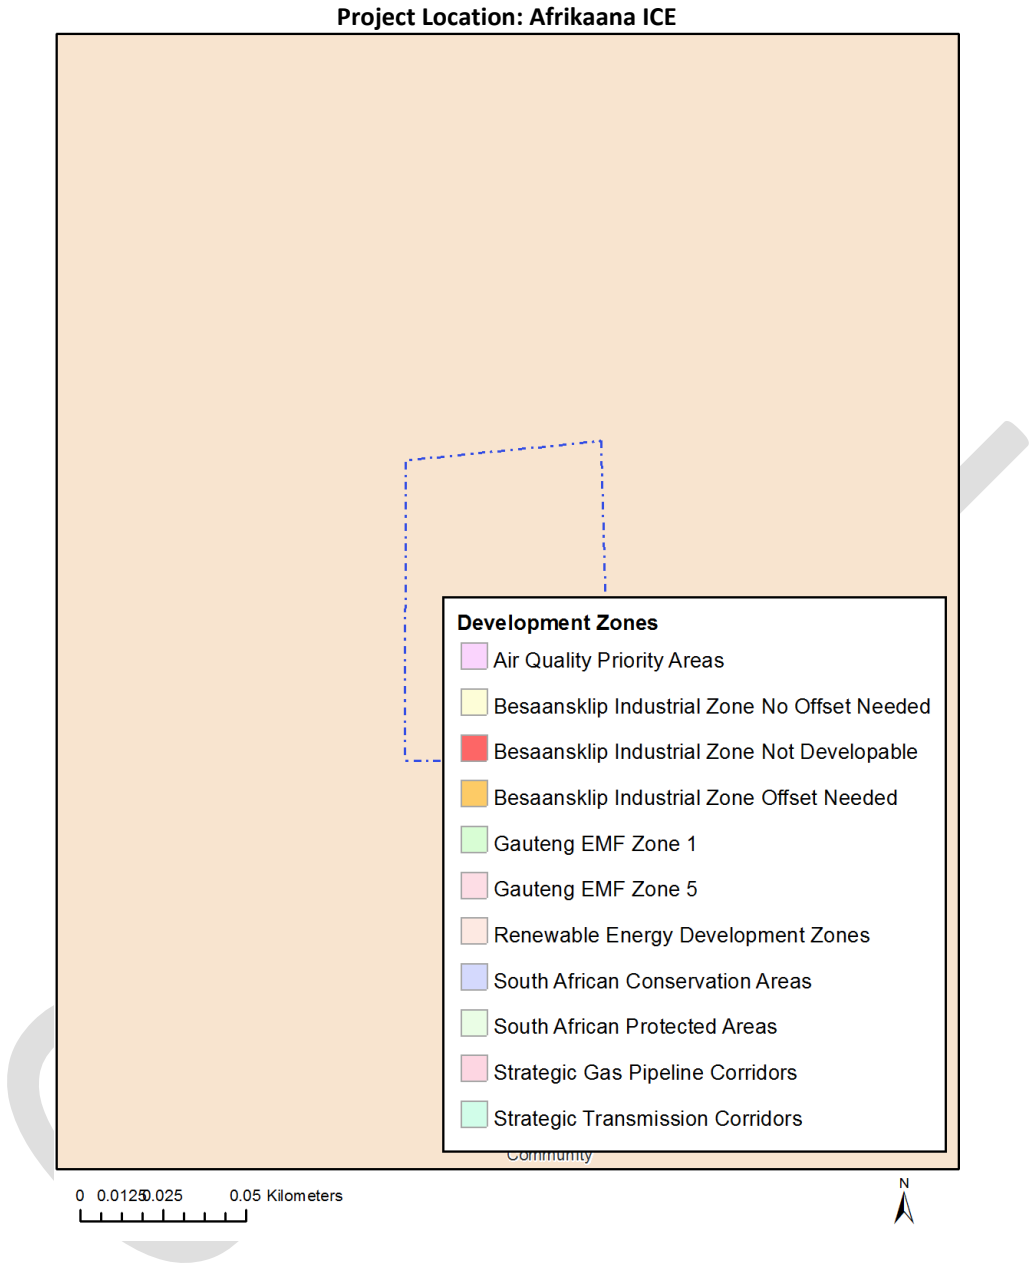 Project Location: Afrikaana ICE
Development Zones
Air Quality Priority Areas
Besaansklip Industrial Zone No Offset Needed
Besaansklip Industrial Zone Not Developable
Besaansklip Industrial Zone Offset Needed
Gauteng EMF Zone 1
Gauteng EMF Zone 5
Renewable Energy Development Zones
South African Conservation Areas
South African Protected Areas
Strategic Gas Pipeline Corridors
Strategic Transmission Corridors
Community
0 0.0125 0.025 0.05 Kilometers
N